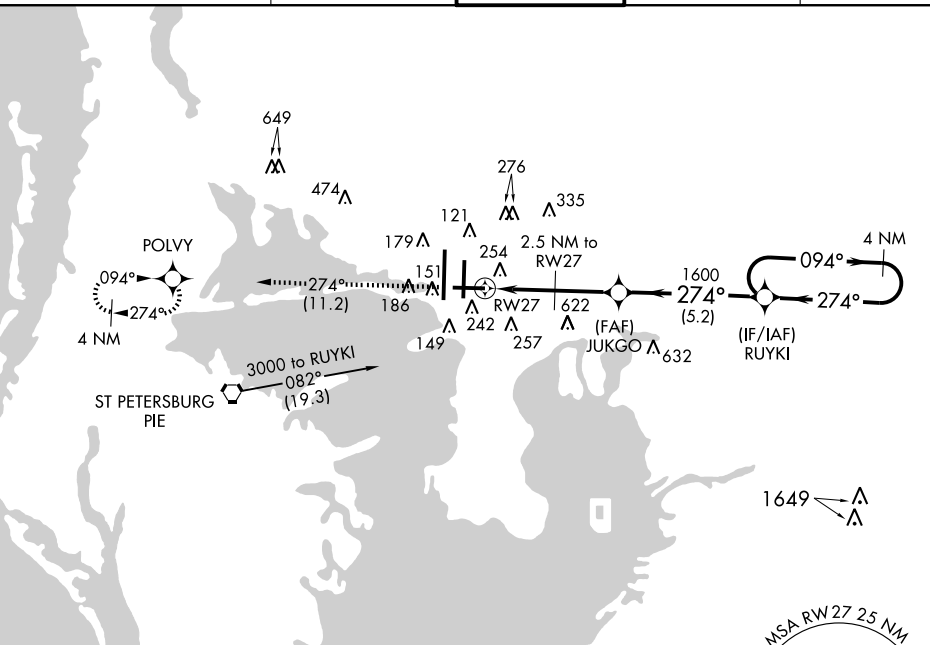 649
276
474
335
121
179
POLVY
2.5 NM to
RW27
4 NM
254
094°
094°
151
1600
274°
(11.2)
186
274°
(5.2)
274°
274°
4 NM
RW27
622
242
(FAF)
JUKGO
(IF/IAF)
RUYKI
149
257
632
3000 to RUYKI
082°
(19.3)
ST PETERSBURG
PIE
1649
MSA RW27 25 NM